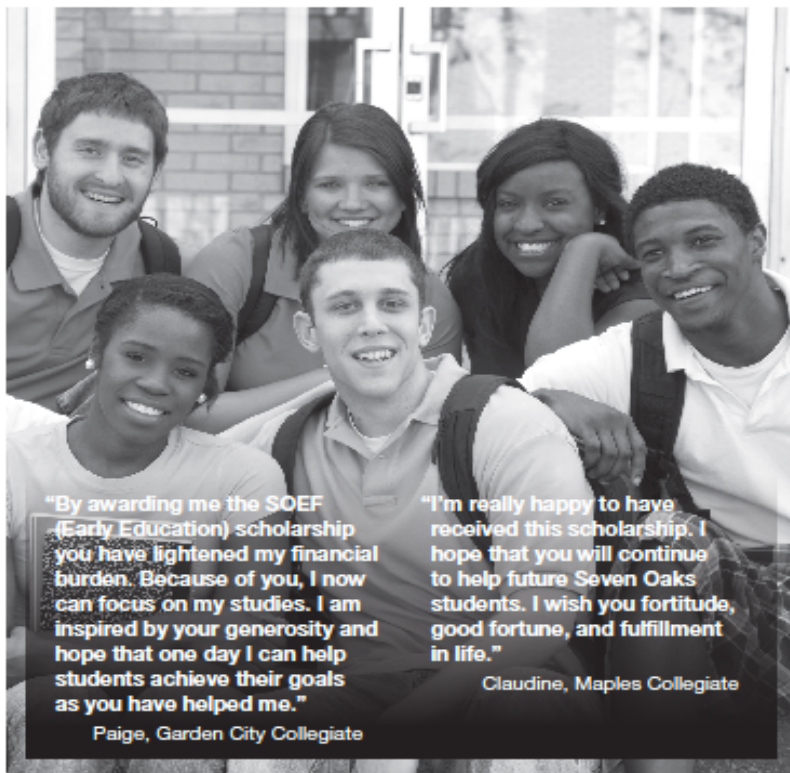 “By awarding me the SOEF
(Early Education) scholarship
you have lightened my financial
burden. Because of you, I now
can focus on my studies. I am
inspired by your generosity and
hope that one day I can help
students achieve their goals
as you have helped me.”
Paige, Garden City Collegiate
“I’m really happy to have
received this scholarship. I
hope that you will continue
to help future Seven Oaks
students. I wish you fortitude,
good fortune, and fulfillment
in life.”
Claudine, Maples Collegiate